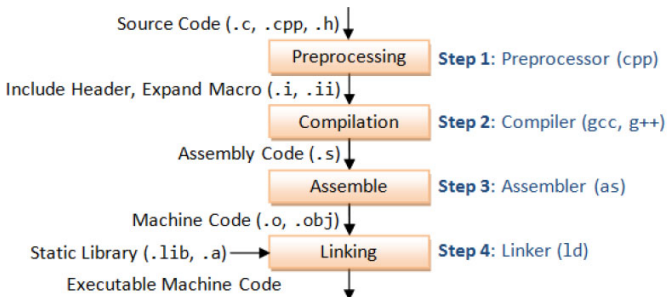 Source Code (.c, .cpp, .h)
Preprocessing
Step 1: Preprocessor (cpp)
Include Header, Expand Macro (.i, .ii)
Compilation
Step 2: Compiler (gcc, g++)
Assembly Code (.s)
Assemble
Step 3: Assembler (as)
Machine Code (.o, .obj)
Static Library (.lib, .a)
Linking
Step 4: Linker (ld)
Executable Machine Code